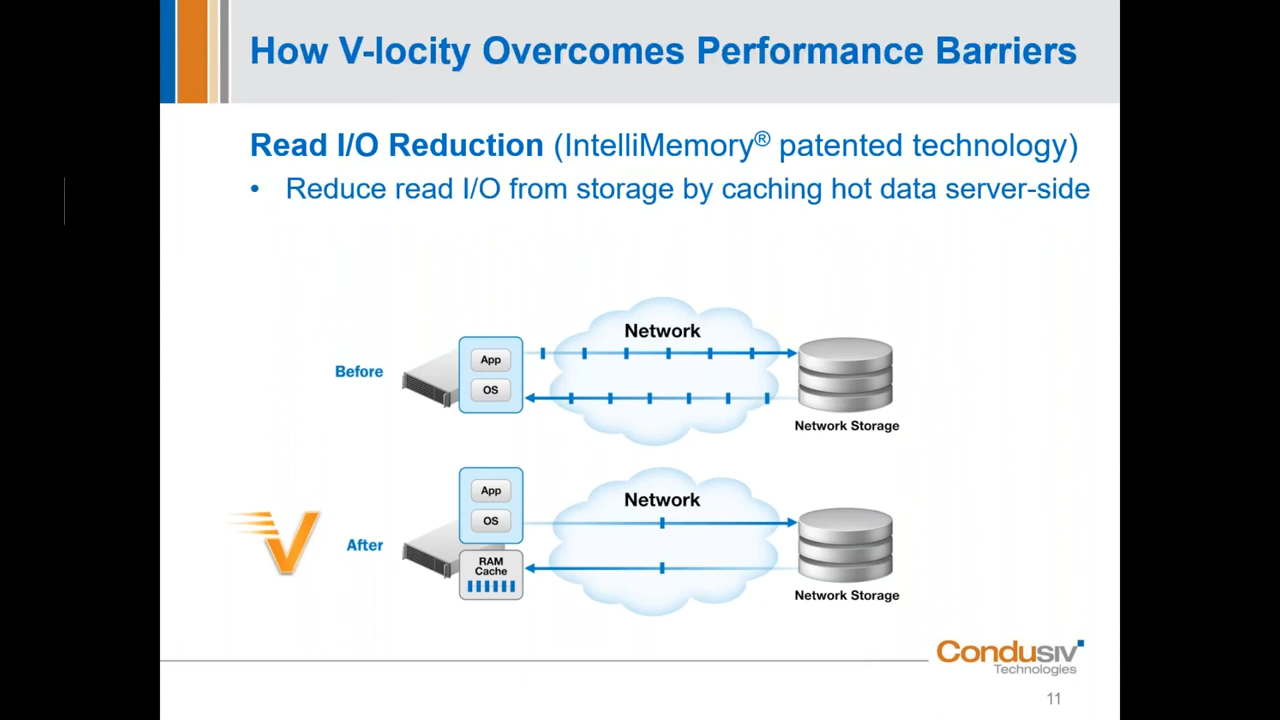 How V-locity Overcomes Performance Barriers
Read I/O Reduction (IntelliMemory® patented technology)
• Reduce read I/O from storage by caching hot data server-side
Network
Before
App
OS
Network Storage
App
OS
Network
V
After
RAM
Cache
Network Storage
Condusiv
Technologies
11